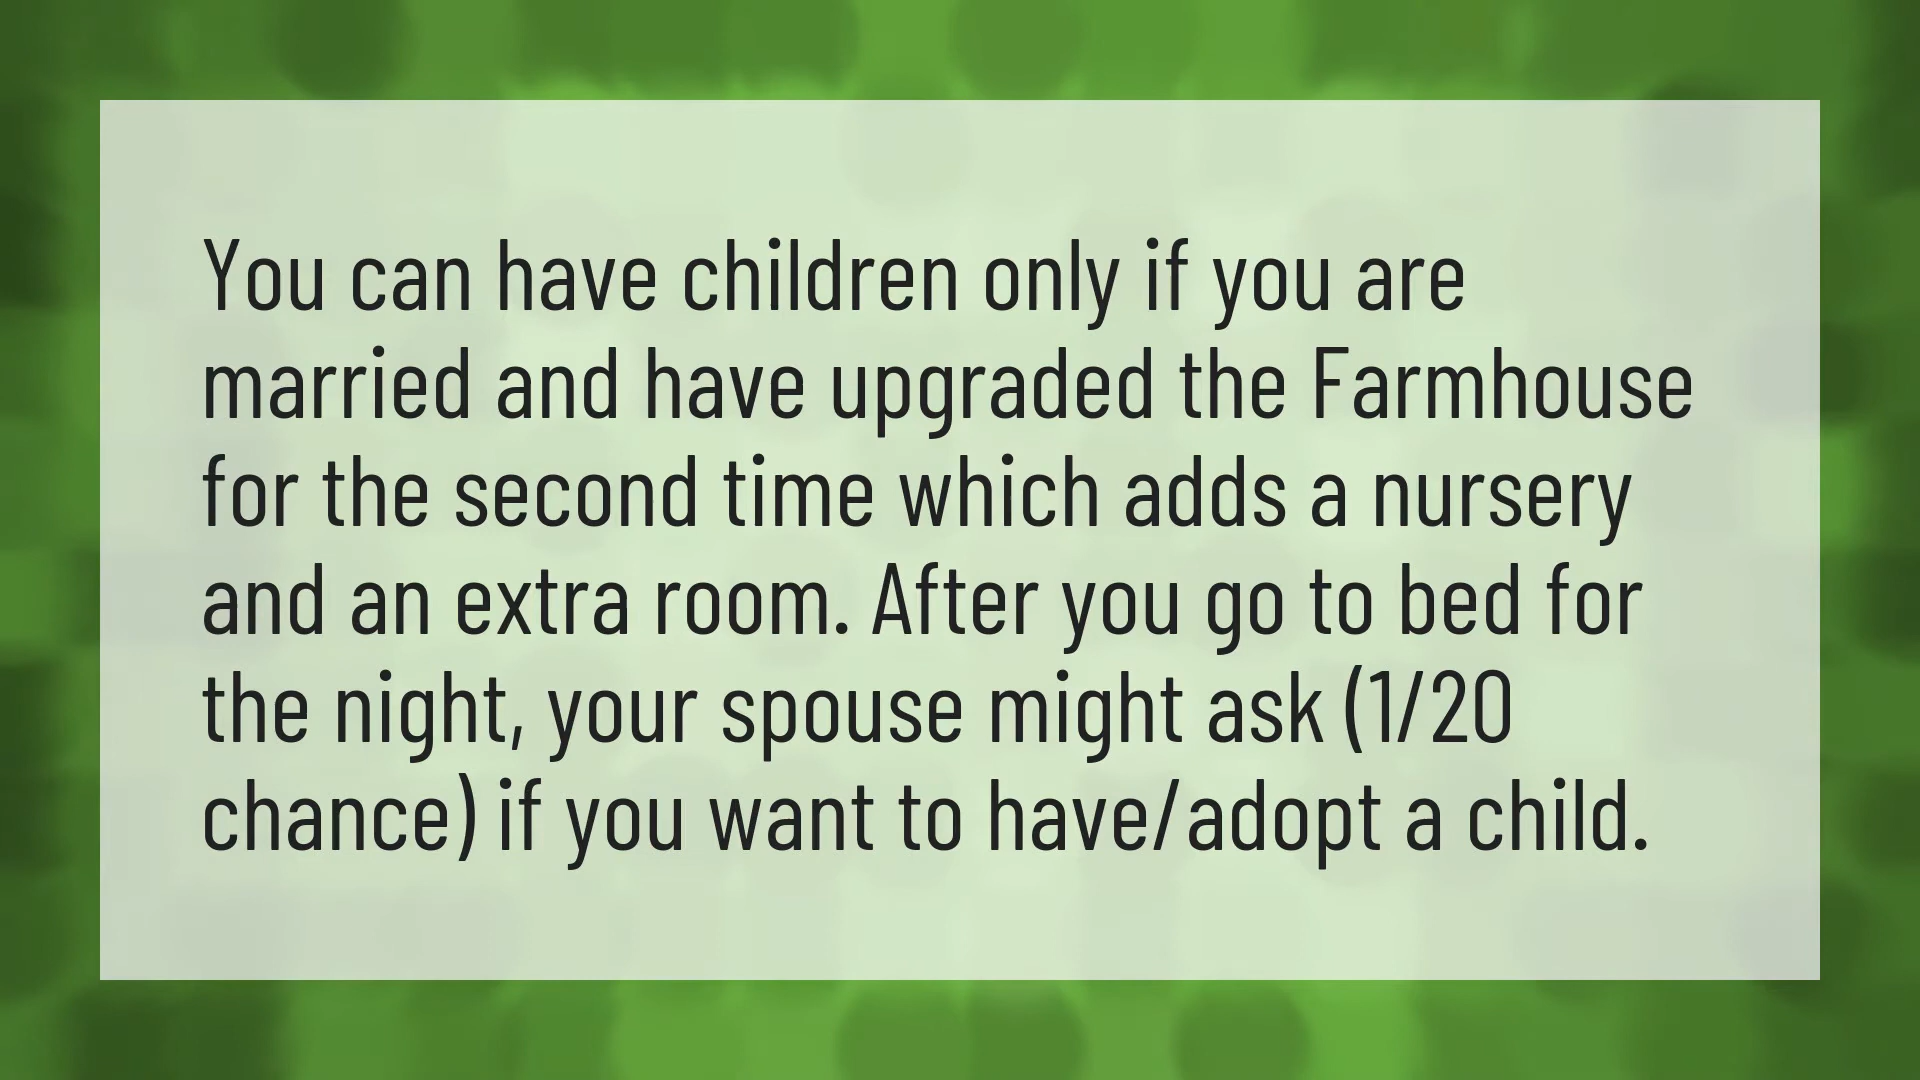 You can have children only if you are
married and have upgraded the Farmhouse
for the second time which adds a nursery
and an extra room. After you go to bed for
the night, your spouse might ask (1/20
chance) if you want to have/adopt a child.